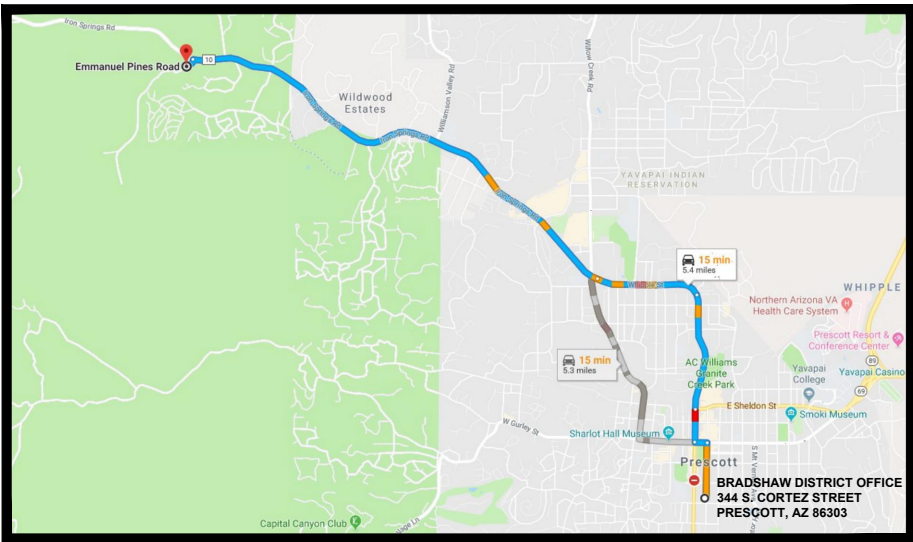 Iron Springs Rd
Emmanuel Pines Road
10
Wildwood
Estates
Williamson Valley Rd
Willow Creek Rd
YAVAPAI INDIAN
RESERVATION
15 min
5.4 miles
WHIPPLE
Northern Arizona VA
Health Care System
H
Prescott Resort &
Conference Center
89
15 min
5.3 miles
AC Williams
Granite
Creek Park
Yavapai
College
Yavapai Casino
69
E Sheldon St
Smoki Museum
W Gurley St
Sharlot Hall Museum
Prescott
BRADSHAW DISTRICT OFFICE
344 S. CORTEZ STREET
PRESCOTT, AZ 86303
Capital Canyon Club